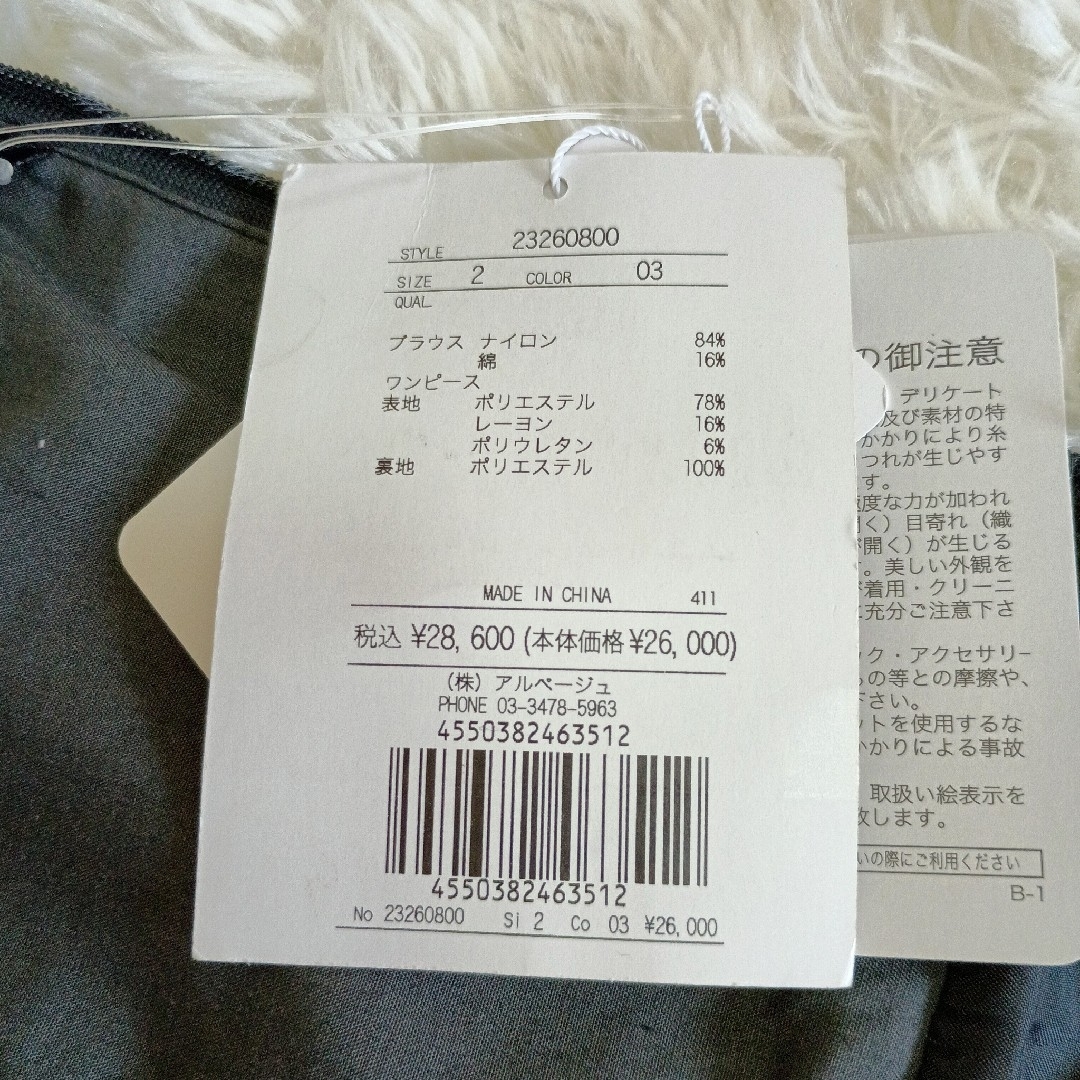 STYLE 23260800
SIZE 2 COLOR 03
QUAL
ブラウス ナイロン 84%
綿 16%
ワンピース
表地 ポリエステル 78%
レーヨン 16%
ポリウレタン 6%
裏地 ポリエステル 100%
MADE IN CHINA 411
税込 ¥28,600 (本体価格 ¥26,000)
(株) アルページュ
PHONE 03-3478-5963
4550382463512
4550382463512
No 23260800 Si 2 Co 03 ¥26,000
の御注意
デリケート
及び素材の特
かかりにより糸
つれが生じやす
す。
度な力が加われ
く）目寄れ（織
開く）が生じる
。美しい外観を
着用・クリーニ
充分ご注意下さ
ック・アクセサリー
の等との摩擦や、
下さい。
ットを使用するな
かかりによる事故
取扱い絵表示を
致します。
いの際にご利用ください
B-1